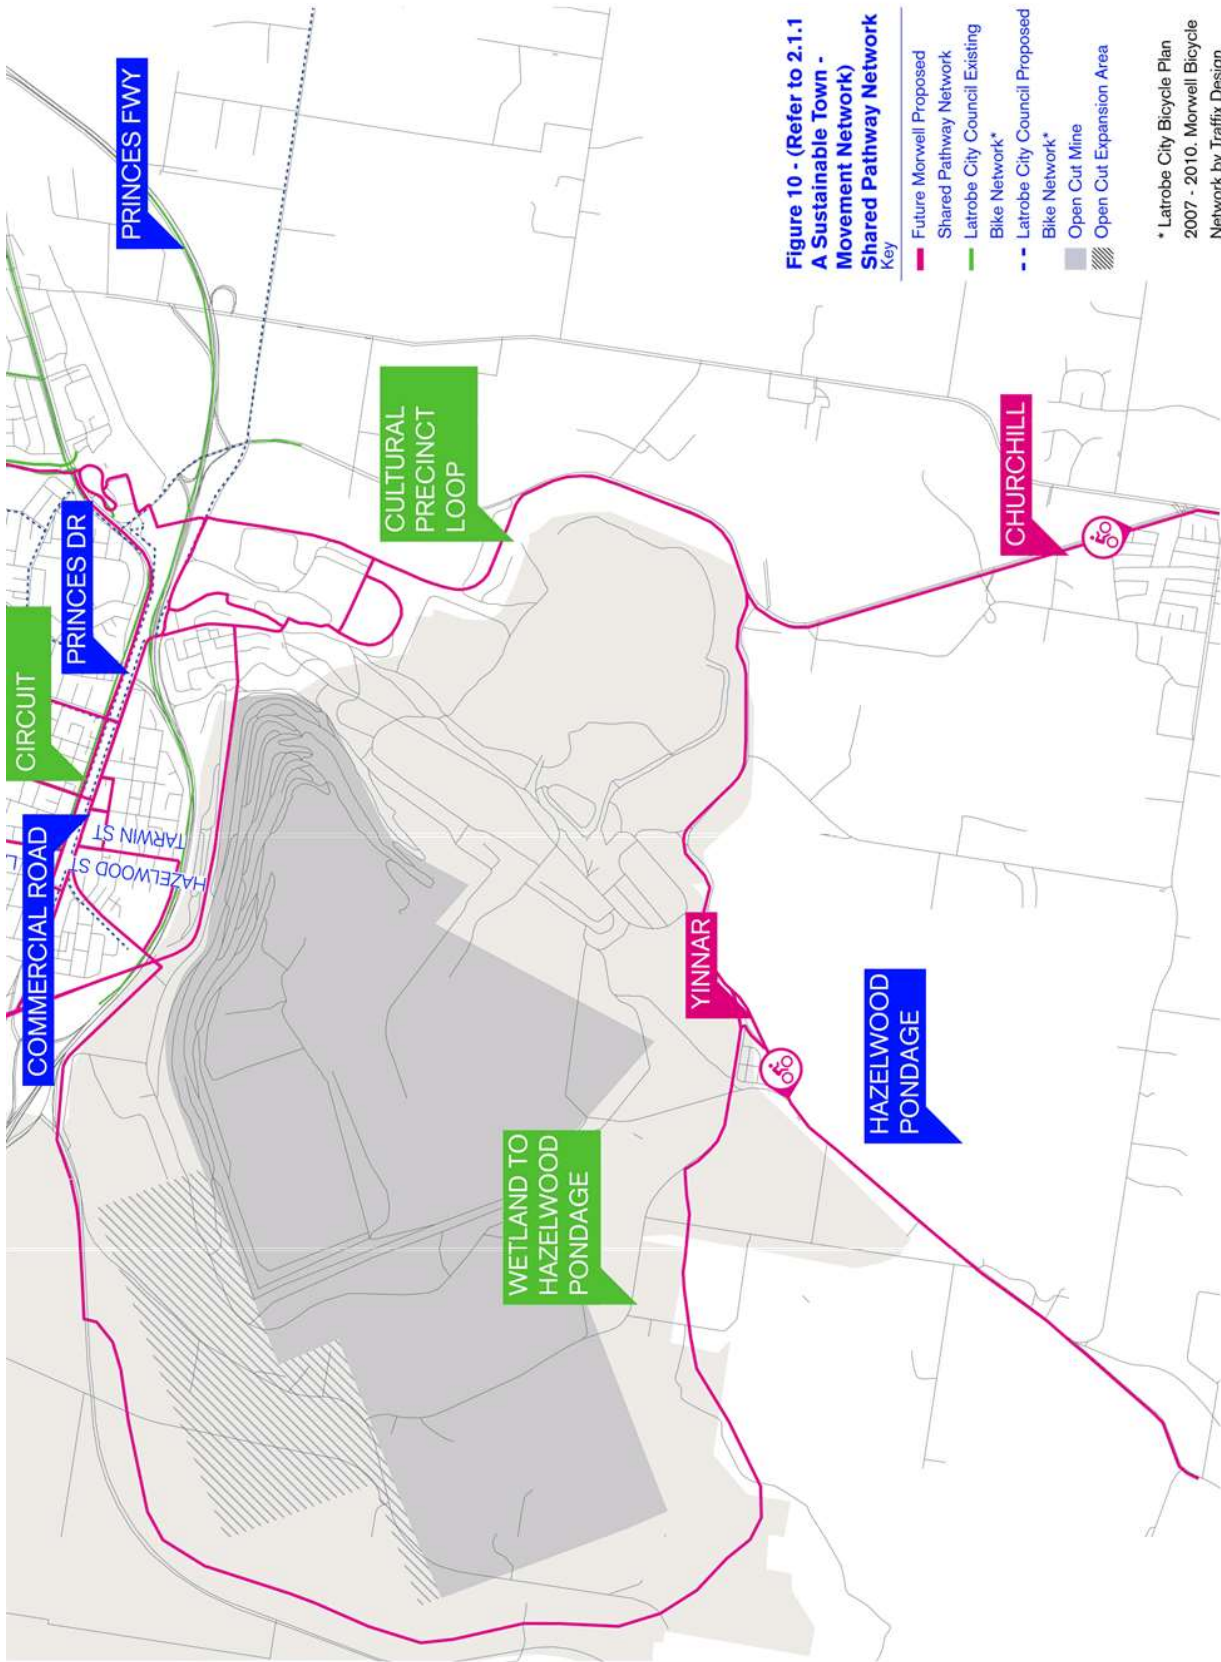 PRINCES FWY
CIRCUIT
PRINCES DR
COMMERCIAL ROAD
TARWIN ST
HAZELWOOD ST
CULTURAL
PRECINCT
LOOP
CHURCHILL
YINNAR
HAZELWOOD
PONDAGE
WETLAND TO
HAZELWOOD
PONDAGE
Figure 10 - (Refer to 2.1.1
A Sustainable Town -
Movement Network)
Shared Pathway Network
Key
Future Morwell Proposed
Shared Pathway Network
Latrobe City Council Existing
Bike Network*
Latrobe City Council Proposed
Bike Network*
Open Cut Mine
Open Cut Expansion Area
* Latrobe City Bicycle Plan
2007 - 2010. Morwell Bicycle
Network by Traffix Design